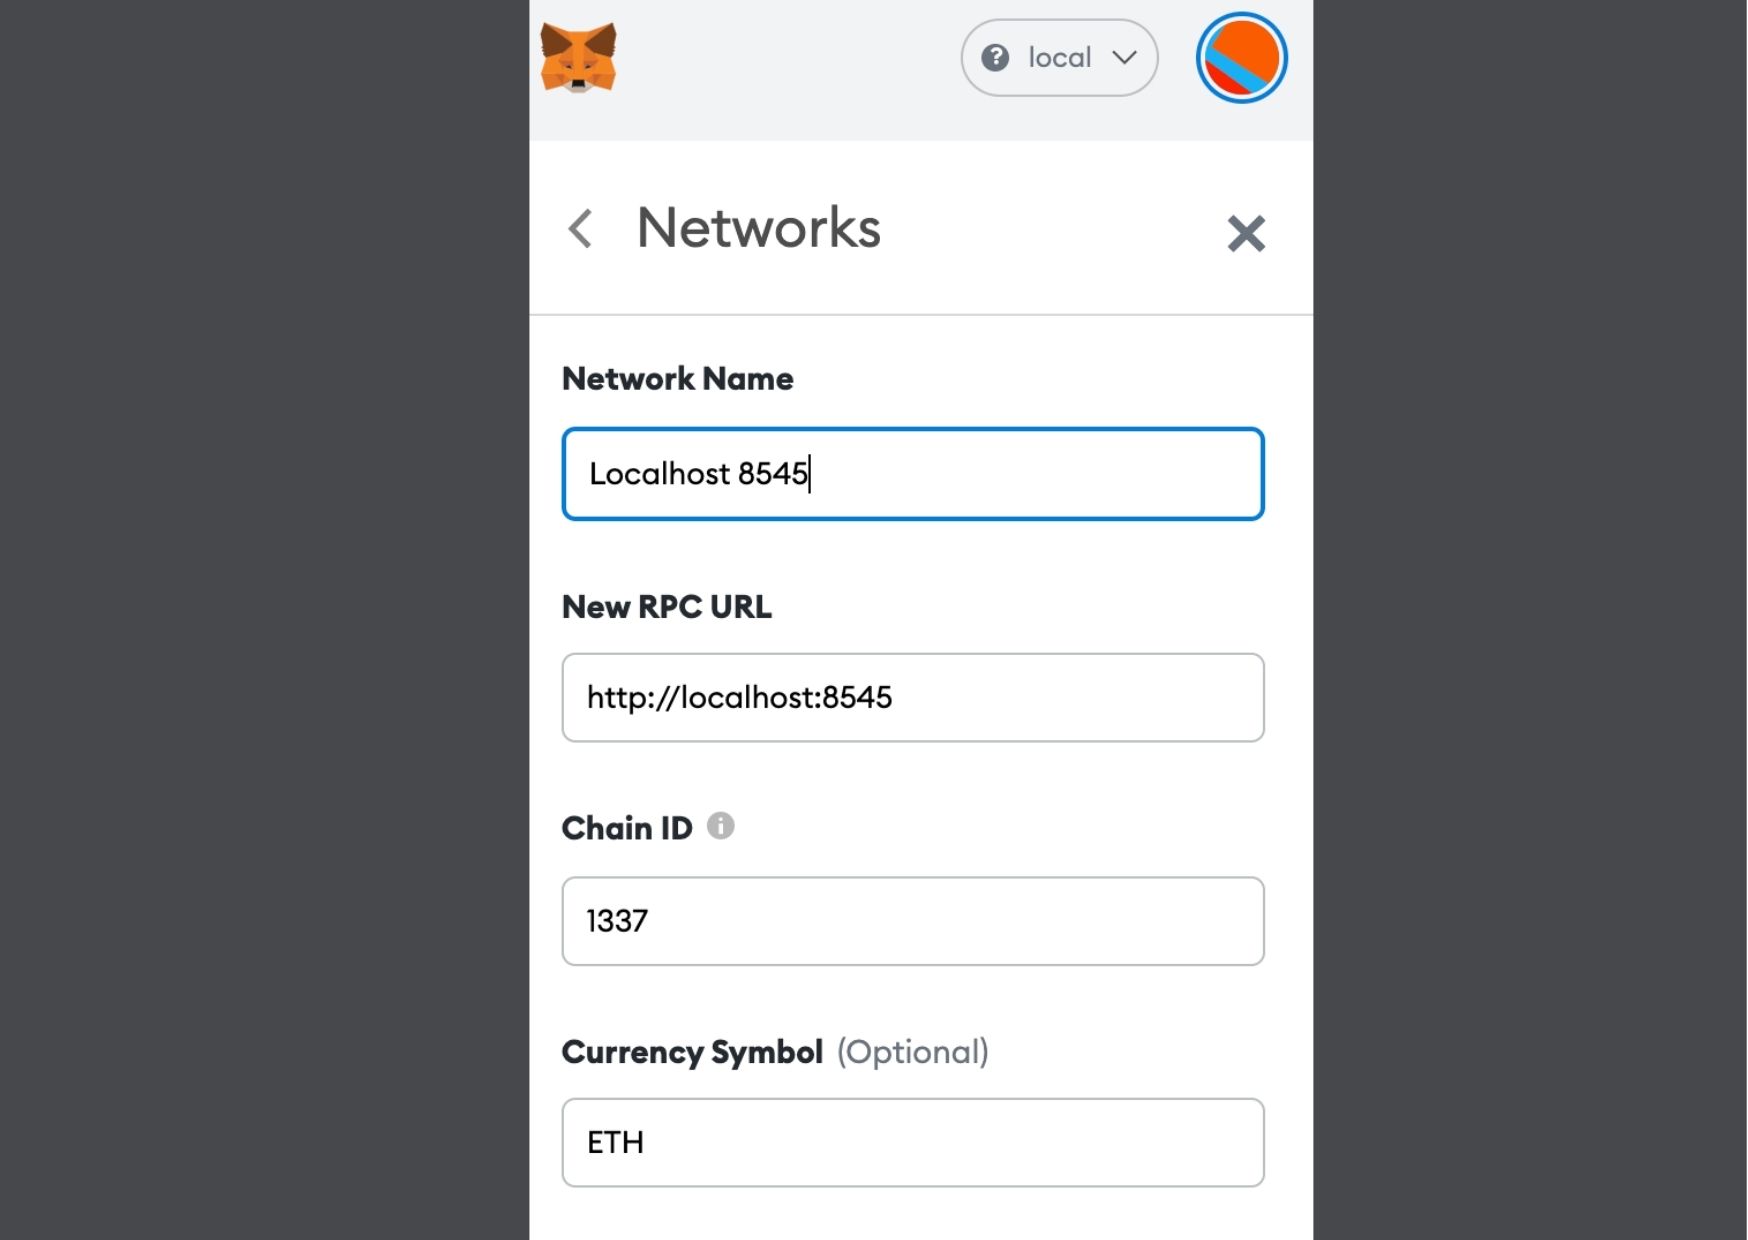 local
Networks
Network Name
Localhost 8545
New RPC URL
http://localhost:8545
Chain ID
1337
Currency Symbol (Optional)
ETH